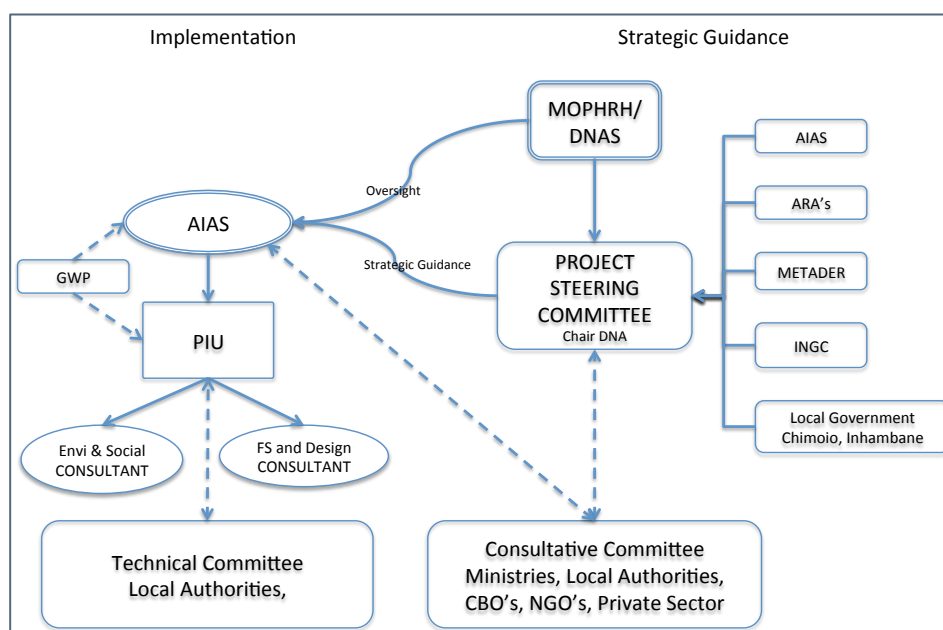 Implementation
Strategic Guidance
MOPHRH/
DNAS
AIAS
Oversight
ARA's
AIAS
GWP
Strategic Guidance
PROJECT
STEERING
COMMITTEE
Chair DNA
METADER
PIU
INGC
Local Government
Chimoio, Inhambane
Envi & Social
CONSULTANT
FS and Design
CONSULTANT
Technical Committee
Local Authorities,
Consultative Committee
Ministries, Local Authorities,
CBO's, NGO's, Private Sector